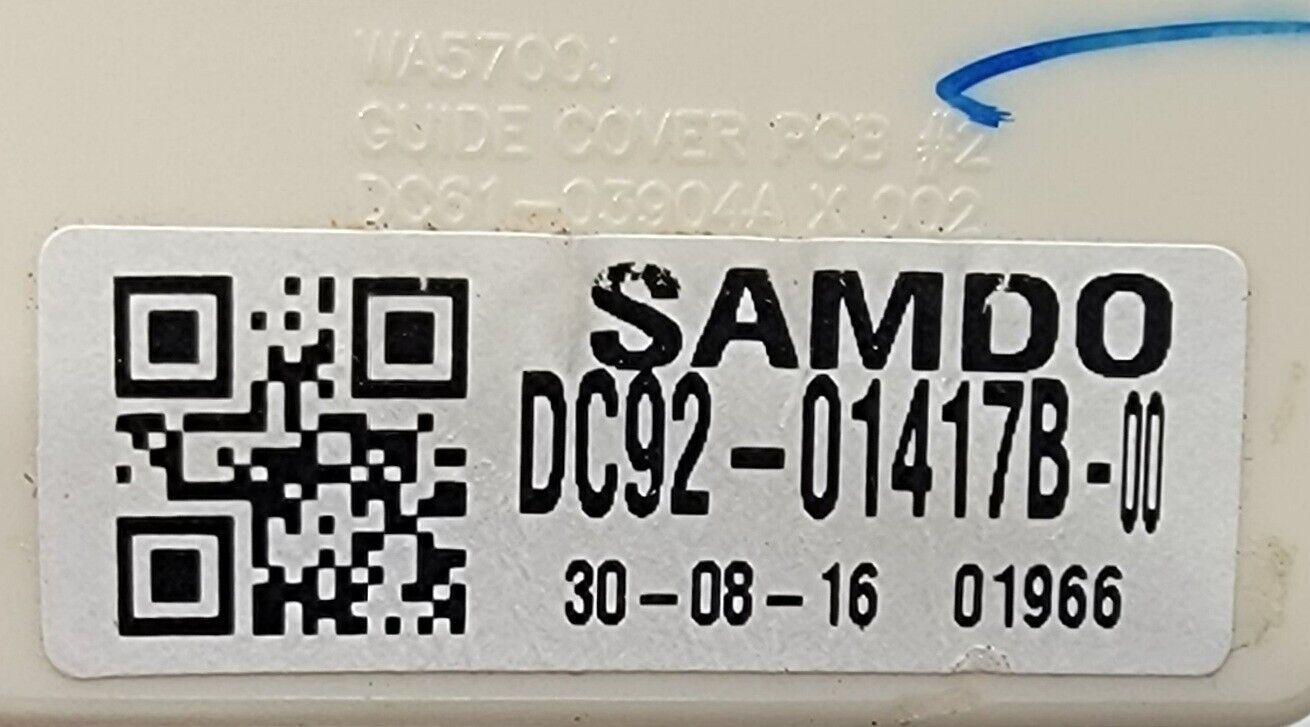 WA5700J
GUIDE COVER PCB #2
DC61-03904A X 002
SAMDO
DC92-01417B-00
30-08-16 01966